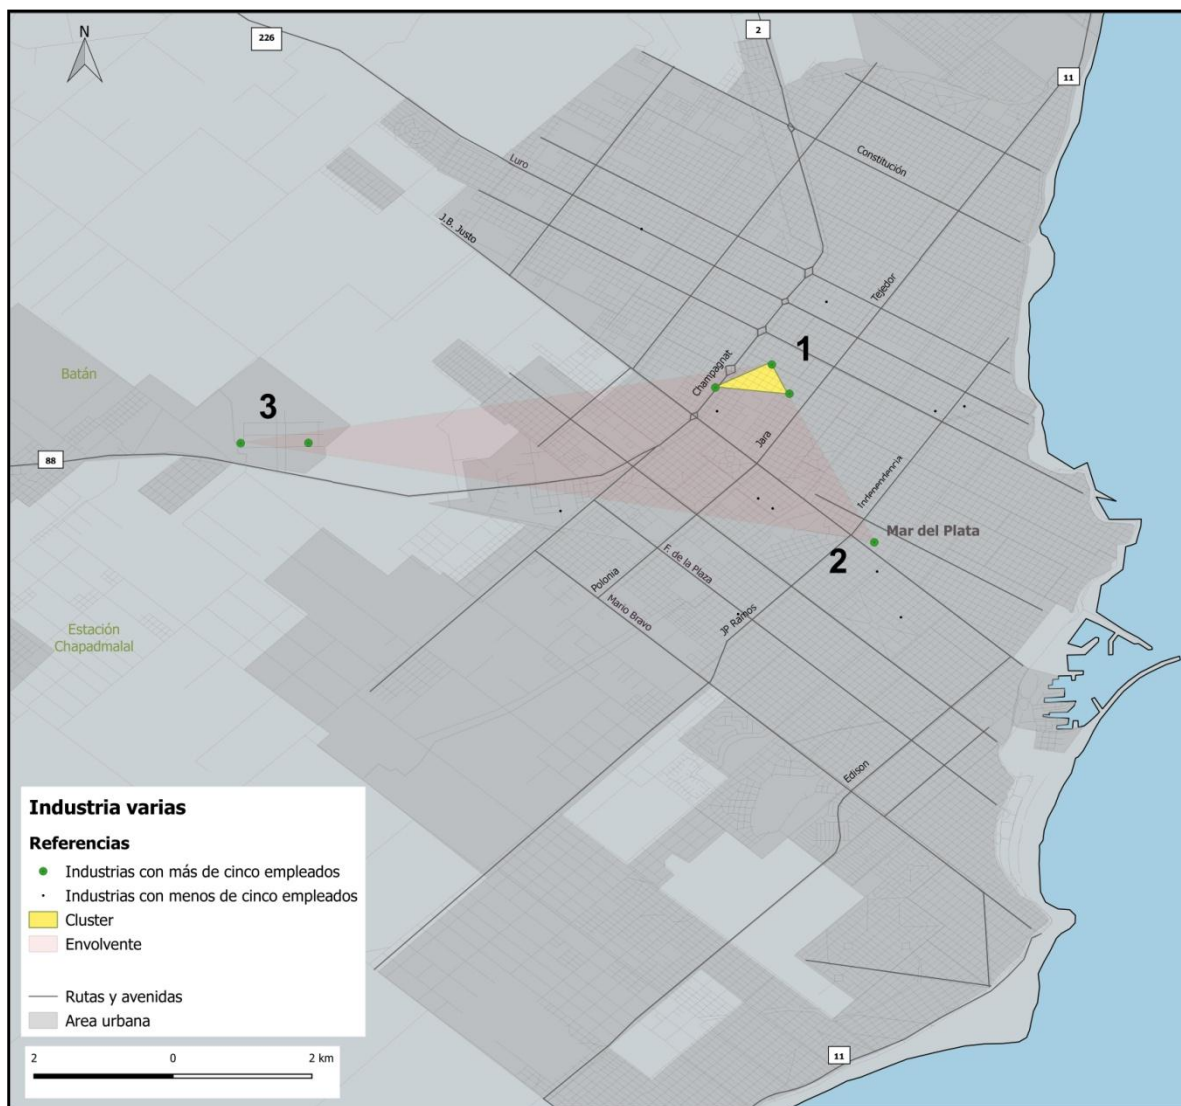 N
226
2
11
Constitución
Luro
J.B. Justo
Tejedor
1
Champagnat
Batán
3
Jara
88
Independencia
Mar del Plata
2
F. de la Plaza
Polonia
Mario Bravo
JP Ramos
Estación
Chapadmalal
Edison
Industria varias
Referencias
Industrias con más de cinco empleados
Industrias con menos de cinco empleados
Cluster
Envolvente
Rutas y avenidas
Area urbana
2 0 2 km
11